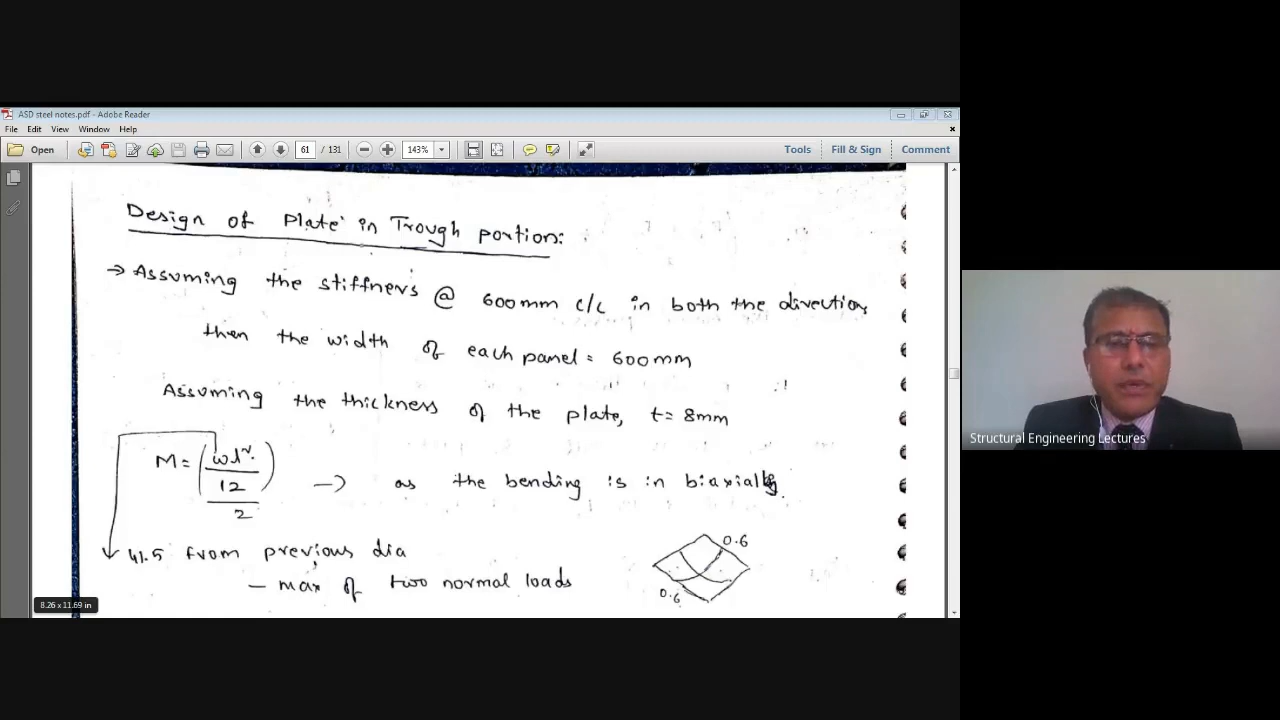 ASD steel notes.pdf - Adobe Reader
File Edit View Window Help
Open 61 / 131 143% Tools Fill & Sign Comment
Design of Plate in Trough portion:
→ Assuming the stiffners @ 600mm c/c in both the direction
then the width of each panel = 600mm
Assuming the thickness of the plate, t = 8mm
M = (wl²/12)/2 → as the bending is in biaxially.
41.5 from previous dia
- max of two normal loads
0.6
0.6
8.26 x 11.69 in
Structural Engineering Lectures